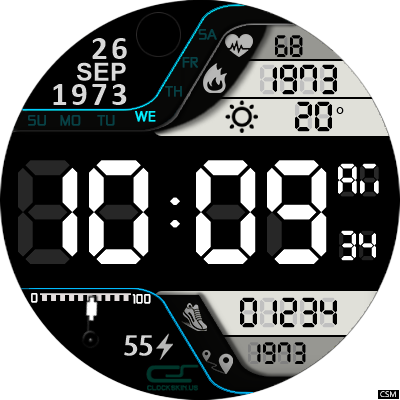 26
SEP
1973
SU MO TU WE TH FR SA
68
1973
20°
10:09
AM
34
0 100
55
01234
1973
CLOCKSKIN.US
CSM